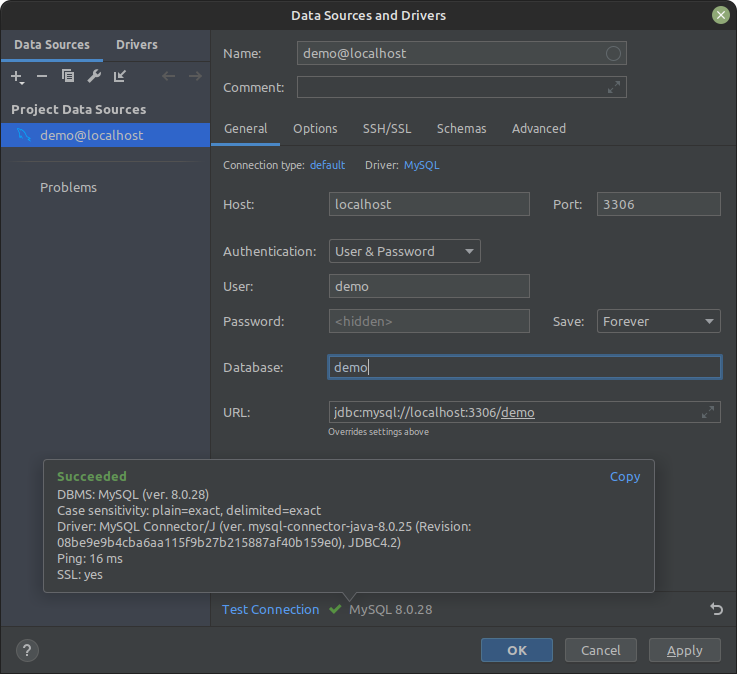 Data Sources and Drivers
Data Sources Drivers
Project Data Sources
demo@localhost
Problems
Name: demo@localhost
Comment:
General Options SSH/SSL Schemas Advanced
Connection type: default Driver: MySQL
Host: localhost Port: 3306
Authentication: User & Password
User: demo
Password: <hidden> Save: Forever
Database: demo
URL: jdbc:mysql://localhost:3306/demo
Overrides settings above
Succeeded Copy
DBMS: MySQL (ver. 8.0.28)
Case sensitivity: plain=exact, delimited=exact
Driver: MySQL Connector/J (ver. mysql-connector-java-8.0.25 (Revision:
08be9e9b4cba6aa115f9b27b215887af40b159e0), JDBC4.2)
Ping: 16 ms
SSL: yes
Test Connection MySQL 8.0.28
? OK Cancel Apply